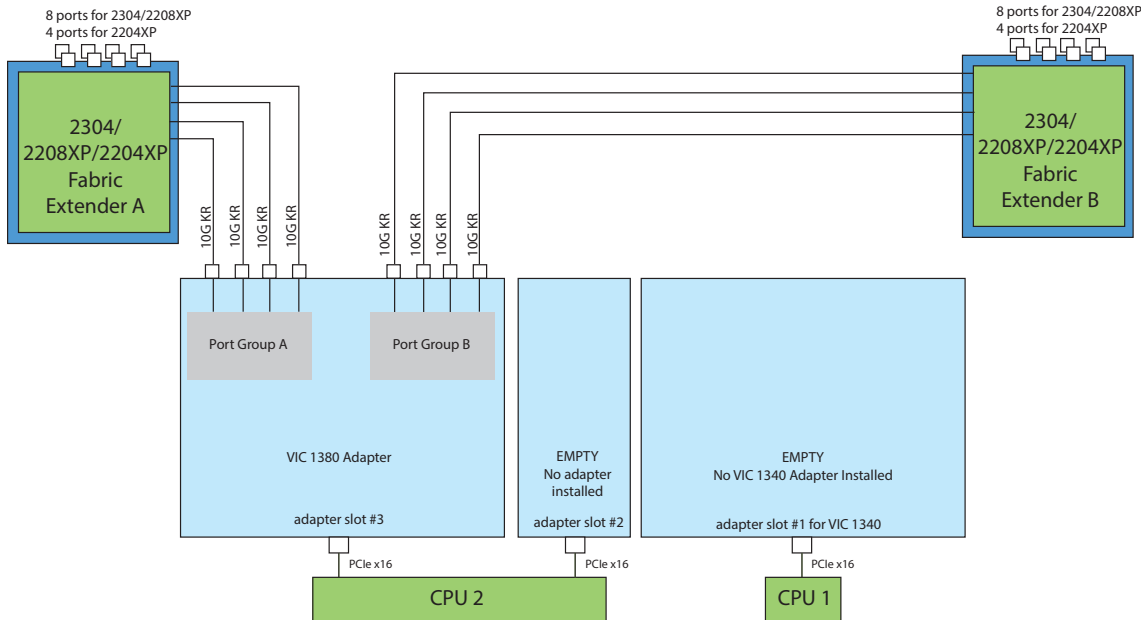 8 ports for 2304/2208XP
4 ports for 2204XP
8 ports for 2304/2208XP
4 ports for 2204XP
2304/
2208XP/2204XP
Fabric
Extender A
2304/
2208XP/2204XP
Fabric
Extender B
10G KR
10G KR
10G KR
10G KR
10G KR
10G KR
10G KR
10G KR
Port Group A
Port Group B
VIC 1380 Adapter
adapter slot #3
EMPTY
No adapter
installed
adapter slot #2
EMPTY
No VIC 1340 Adapter Installed
adapter slot #1 for VIC 1340
PCIe x16
PCIe x16
PCIe x16
CPU 2
CPU 1